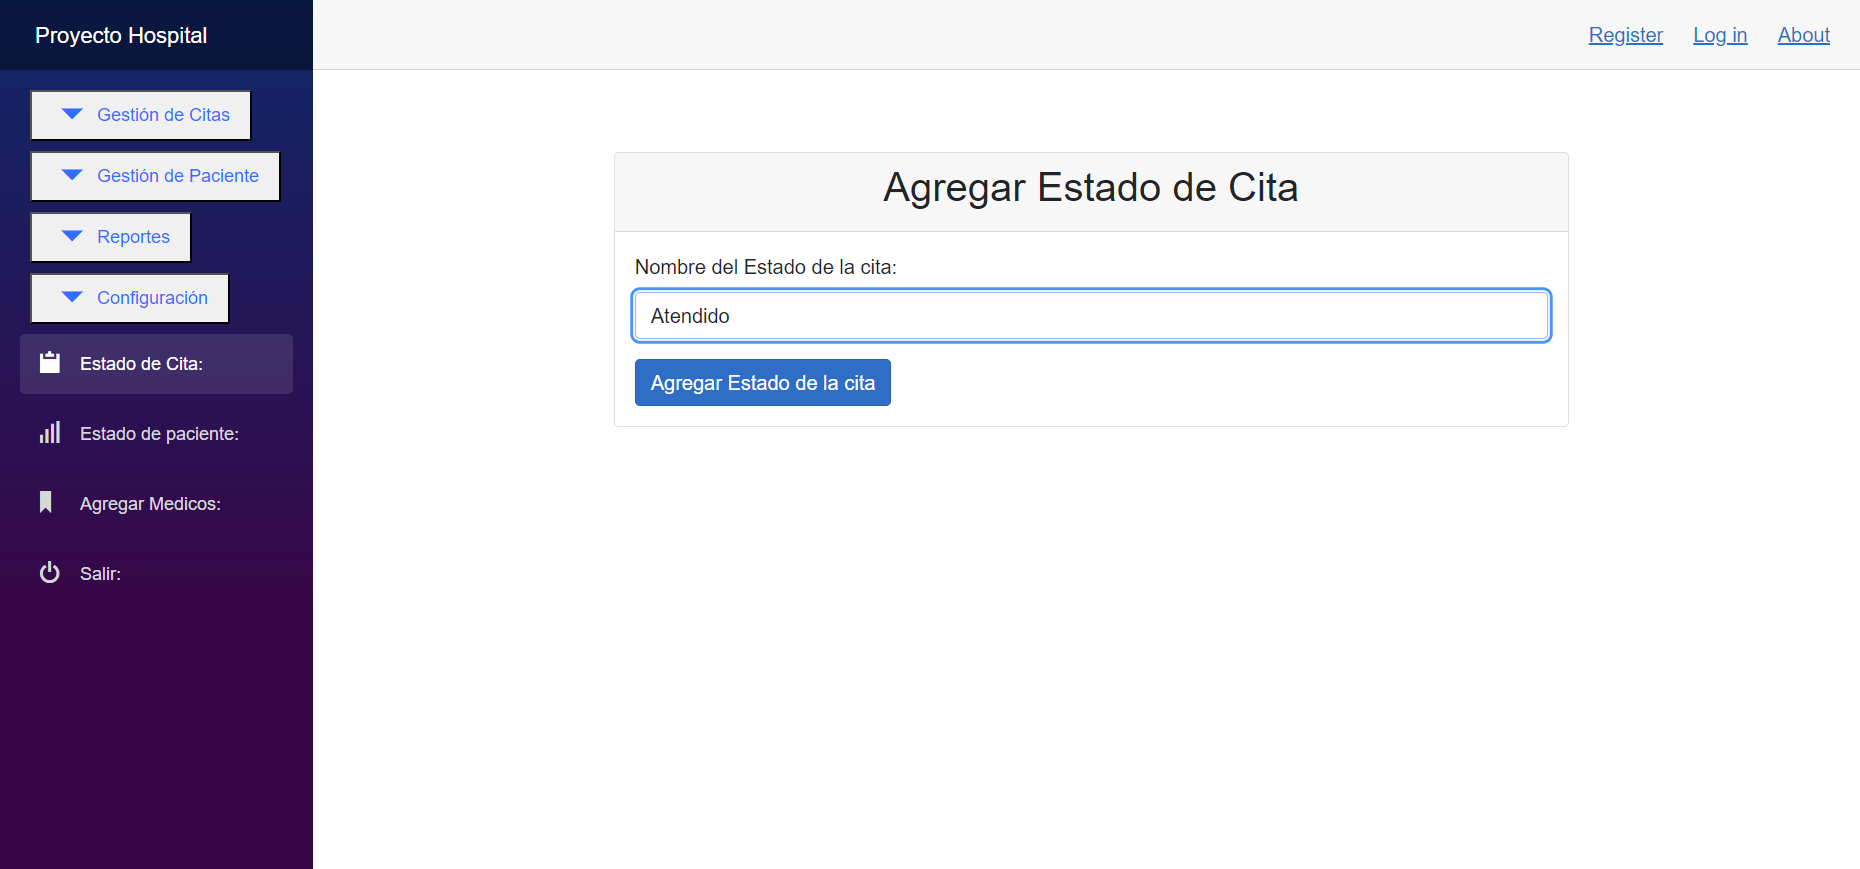 Proyecto Hospital
Register Log in About
Gestión de Citas
Gestión de Paciente
Reportes
Configuración
Estado de Cita:
Estado de paciente:
Agregar Medicos:
Salir:
Agregar Estado de Cita
Nombre del Estado de la cita:
Atendido
Agregar Estado de la cita